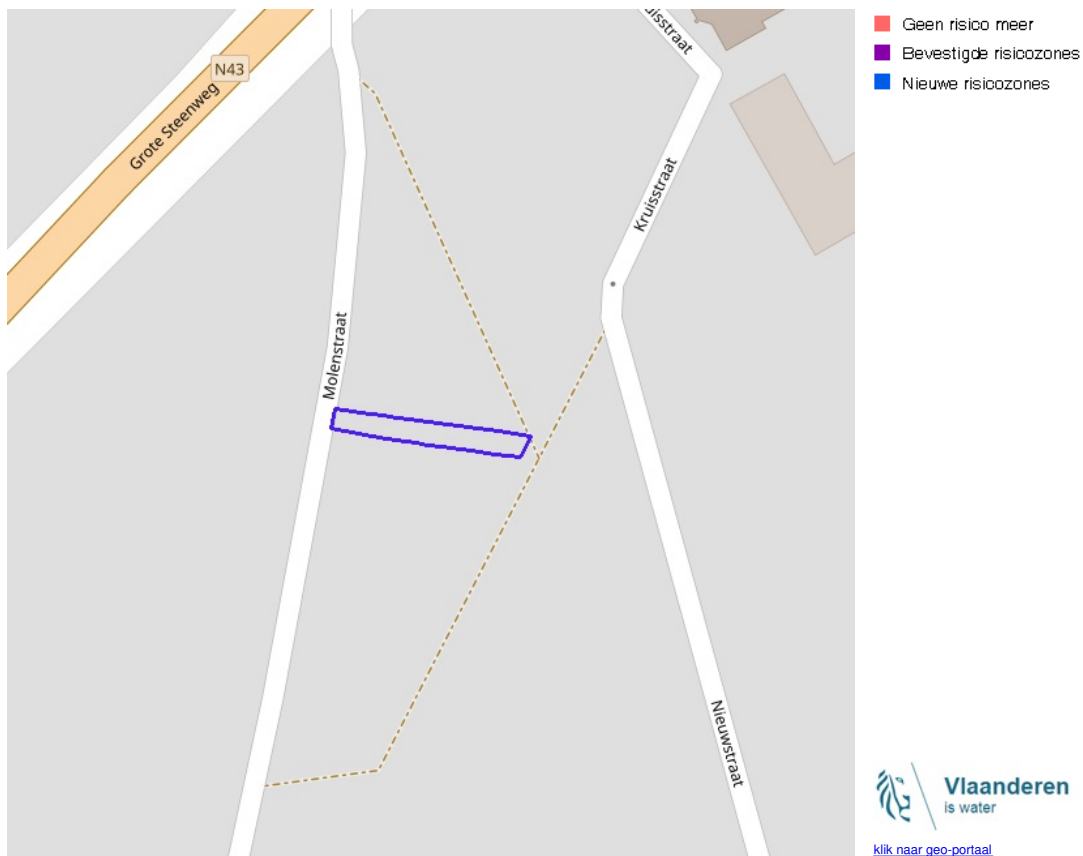 uisstraat
N43
Grote Steenweg
Kruisstraat
Molenstraat
Nieuwstraat
Geen risico meer
Bevestigde risicozones
Nieuwe risicozones
Vlaanderen
is water
klik naar geo-portaal